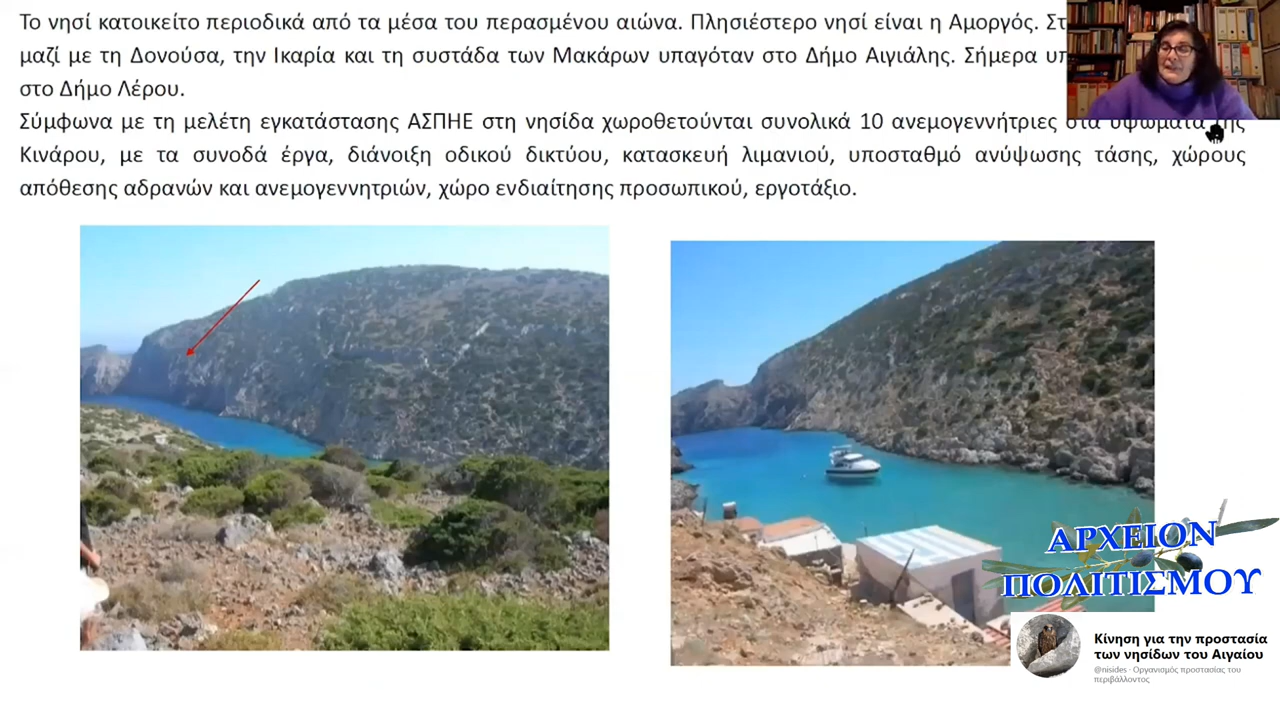 Το νησί κατοικείτο περιοδικά από τα μέσα του περασμένου αιώνα. Πλησιέστερο νησί είναι η Αμοργός.
μαζί με τη Δονούσα, την Ικαρία και τη συστάδα των Μακάρων υπαγόταν στο Δήμο Αιγιάλης. Σήμερα
στο Δήμο Λέρου.
Σύμφωνα με τη μελέτη εγκατάστασης ΑΣΠΗΕ στη νησίδα χωροθετούνται συνολικά 10 ανεμογεννήτριες στα υψώματα της
Κινάρου, με τα συνοδά έργα, διάνοιξη οδικού δικτύου, κατασκευή λιμανιού, υποσταθμό ανύψωσης τάσης, χώρους
απόθεσης αδρανών και ανεμογεννητριών, χώρο ενδιαίτησης προσωπικού, εργοτάξιο.
ΑΡΧΕΙΟΝ
ΠΟΛΙΤΙΣΜΟΥ
Κίνηση για την προστασία
των νησίδων του Αιγαίου
@nisides · Οργανισμός προστασίας του
περιβάλλοντος